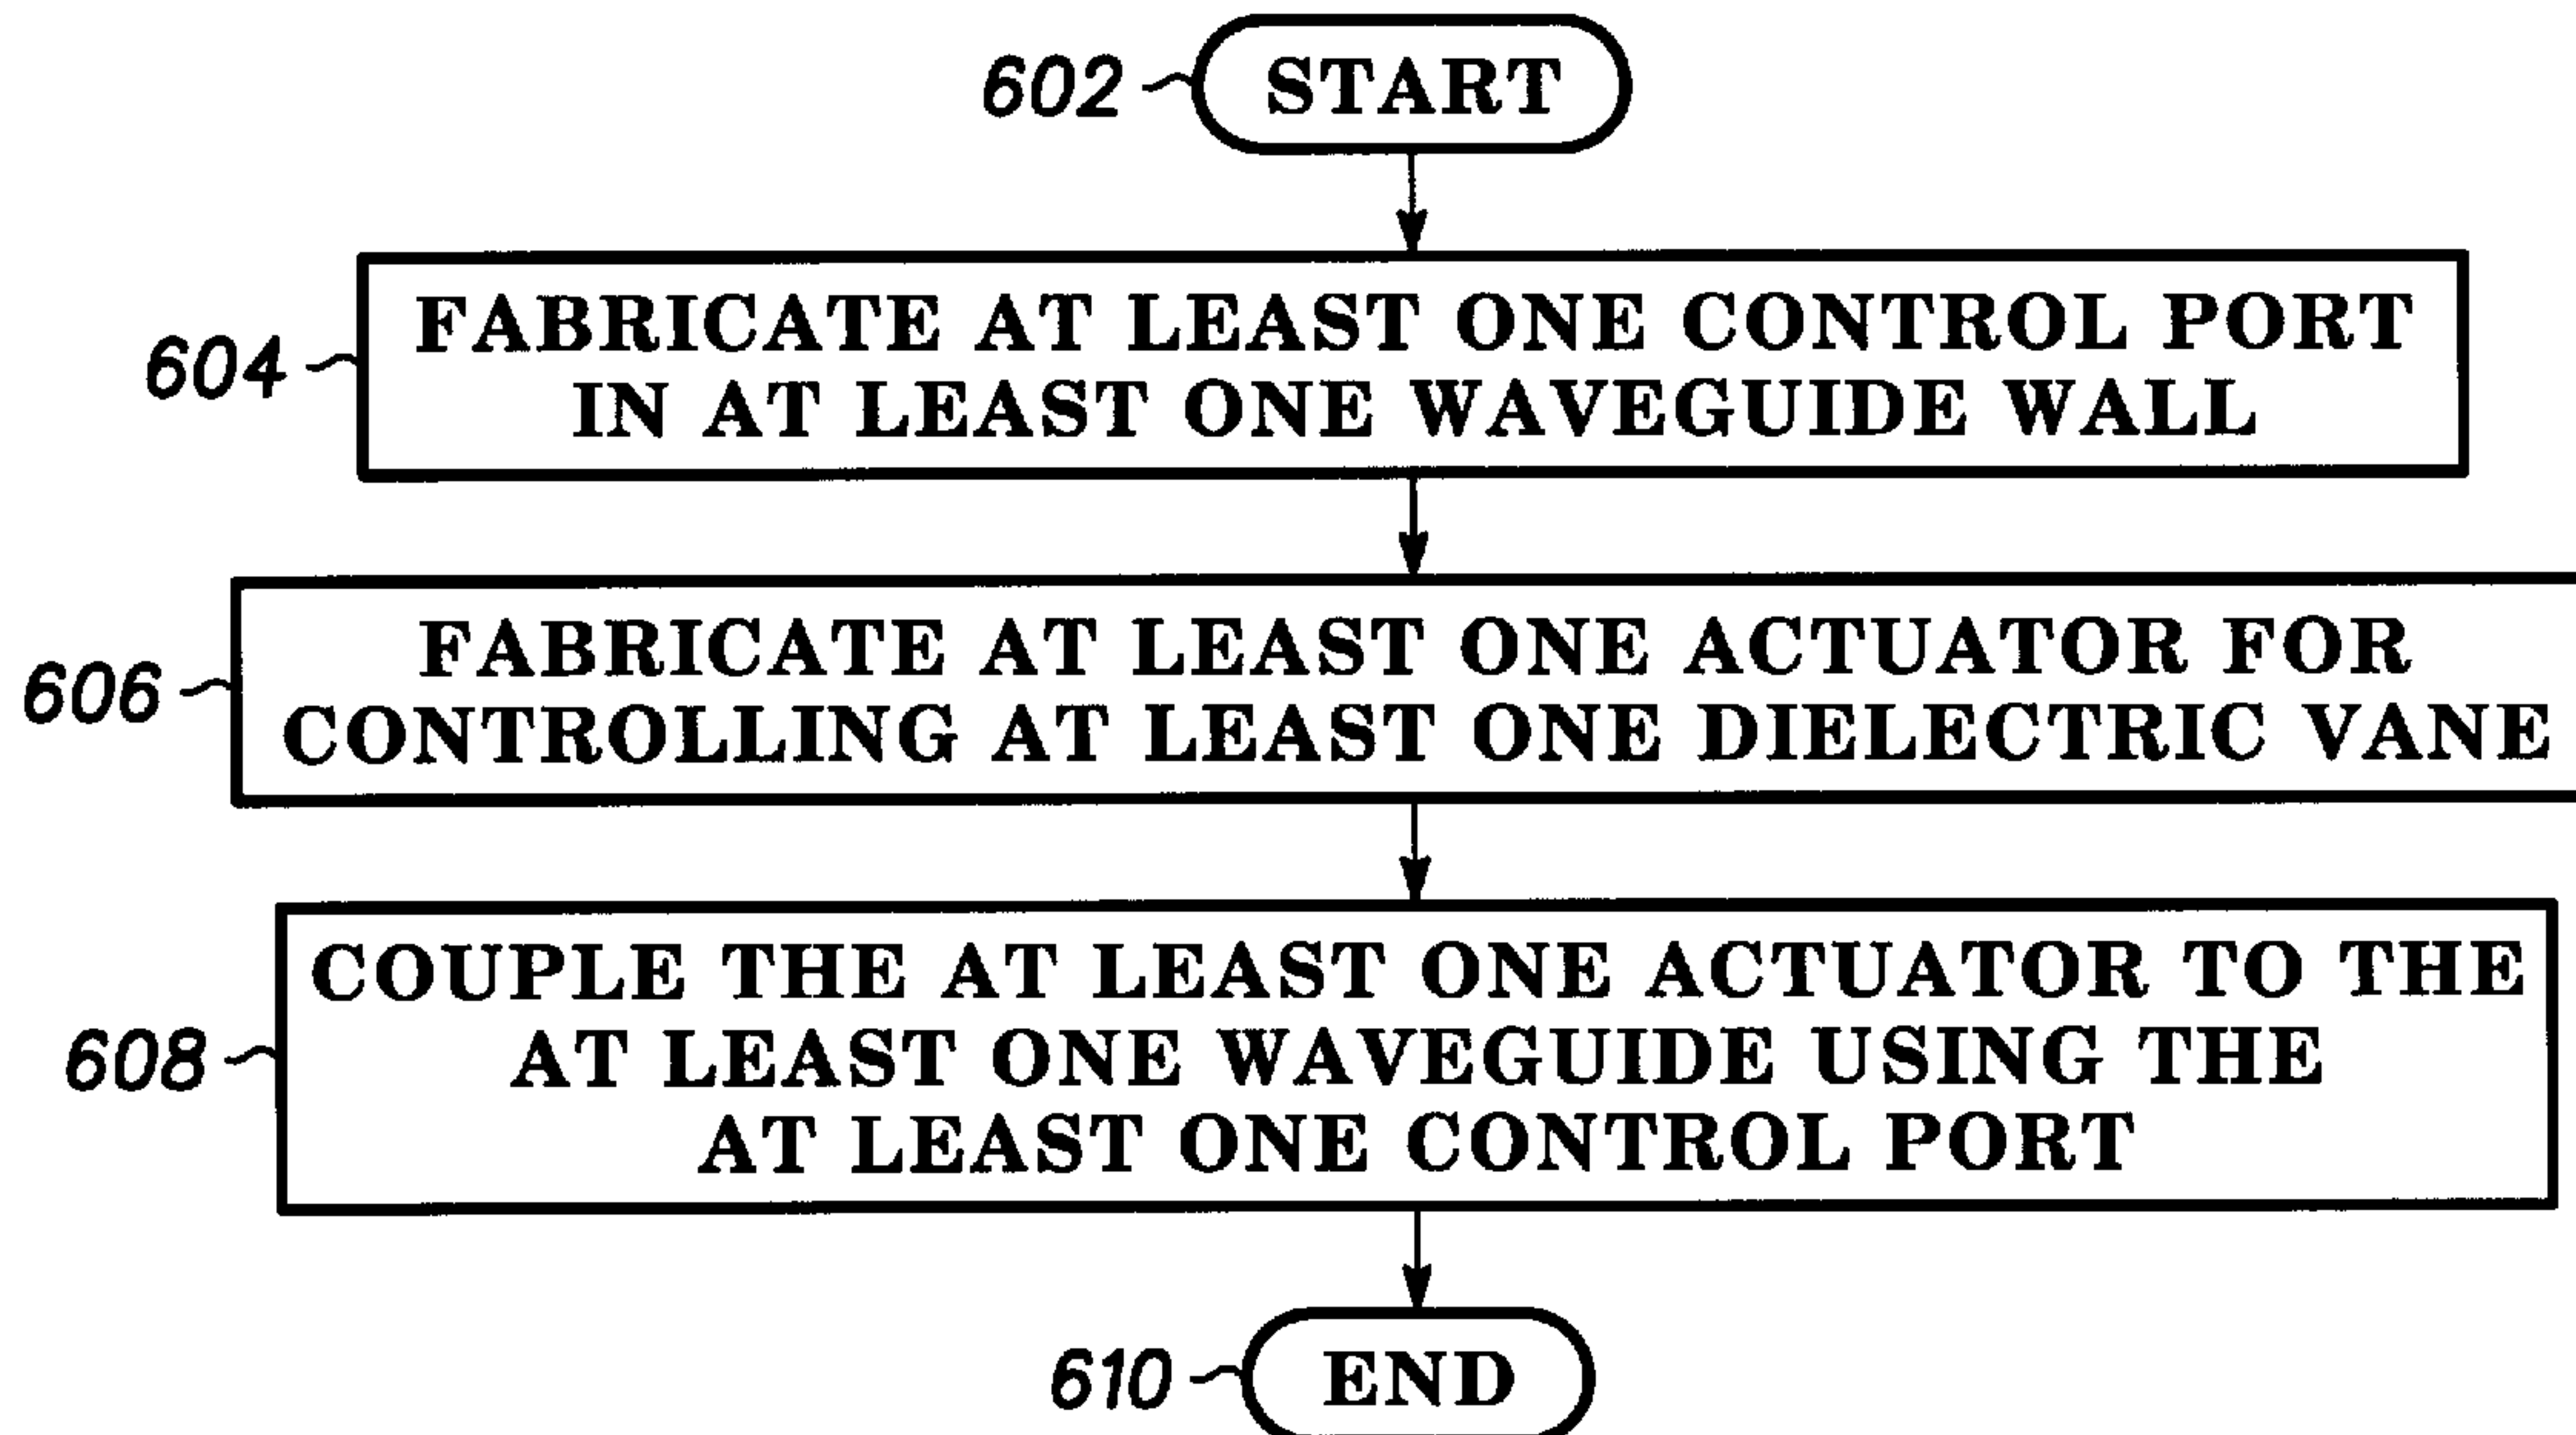 602 START
604 FABRICATE AT LEAST ONE CONTROL PORT
IN AT LEAST ONE WAVEGUIDE WALL
606 FABRICATE AT LEAST ONE ACTUATOR FOR
CONTROLLING AT LEAST ONE DIELECTRIC VANE
COUPLE THE AT LEAST ONE ACTUATOR TO THE
608 AT LEAST ONE WAVEGUIDE USING THE
AT LEAST ONE CONTROL PORT
610 END